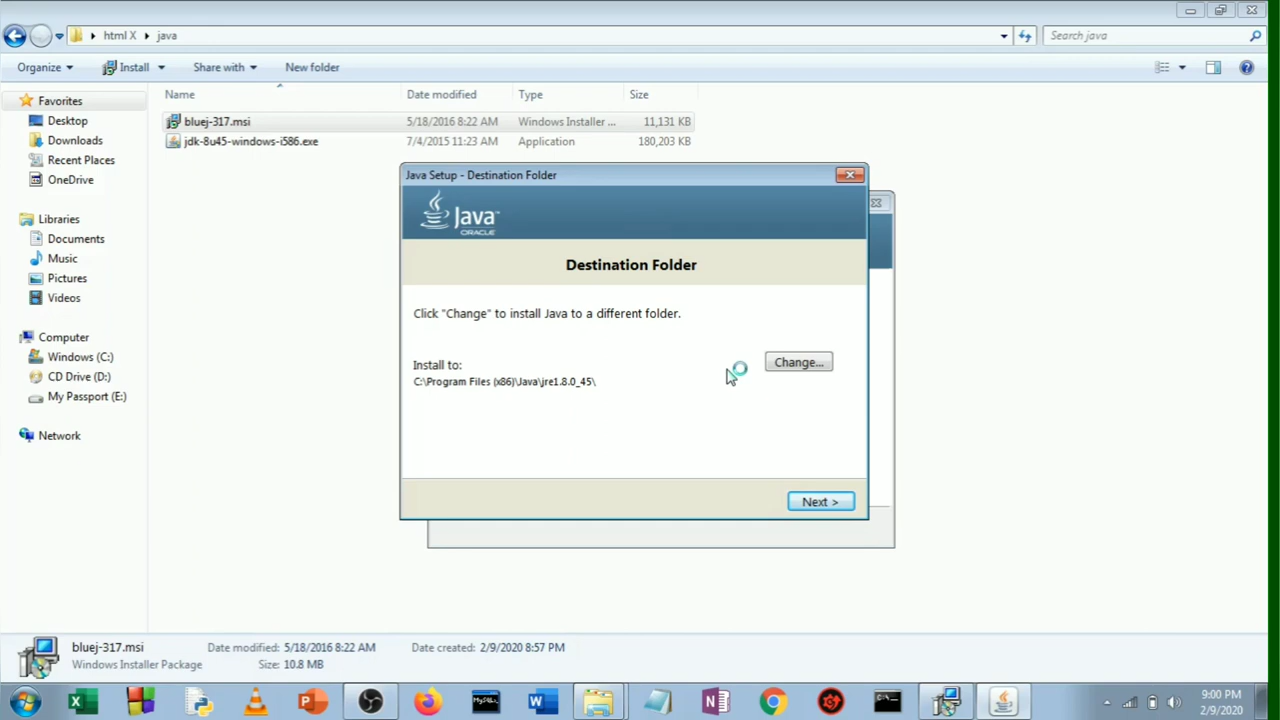 html X
java
Search java
Organize
Install
Share with
New folder
Name
Date modified
Type
Size
Favorites
Desktop
Downloads
Recent Places
OneDrive
Libraries
Documents
Music
Pictures
Videos
Computer
Windows (C:)
CD Drive (D:)
My Passport (E:)
Network
bluej-317.msi
5/18/2016 8:22 AM
Windows Installer ...
11,131 KB
jdk-8u45-windows-i586.exe
7/4/2015 11:23 AM
Application
180,203 KB
Java Setup - Destination Folder
Java™
ORACLE
Destination Folder
Click "Change" to install Java to a different folder.
Install to:
Change...
C:\Program Files (x86)\Java\jre1.8.0_45\
Next >
bluej-317.msi
Date modified: 5/18/2016 8:22 AM
Date created: 2/9/2020 8:57 PM
Windows Installer Package
Size: 10.8 MB
9:00 PM
2/9/2020